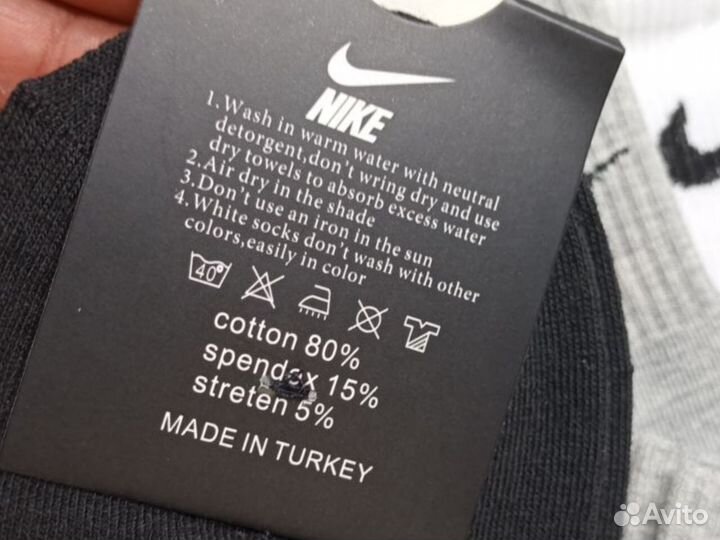 NIKE
1.Wash in warm water with neutral
detorgent,don't wring dry and use
dry towels to absorb excess water
2.Air dry in the shade
3.Don't use an iron in the sun
4.White socks don't wash with other
colors,easily in color
40°
cotton 80%
spendex 15%
streten 5%
MADE IN TURKEY
Avito